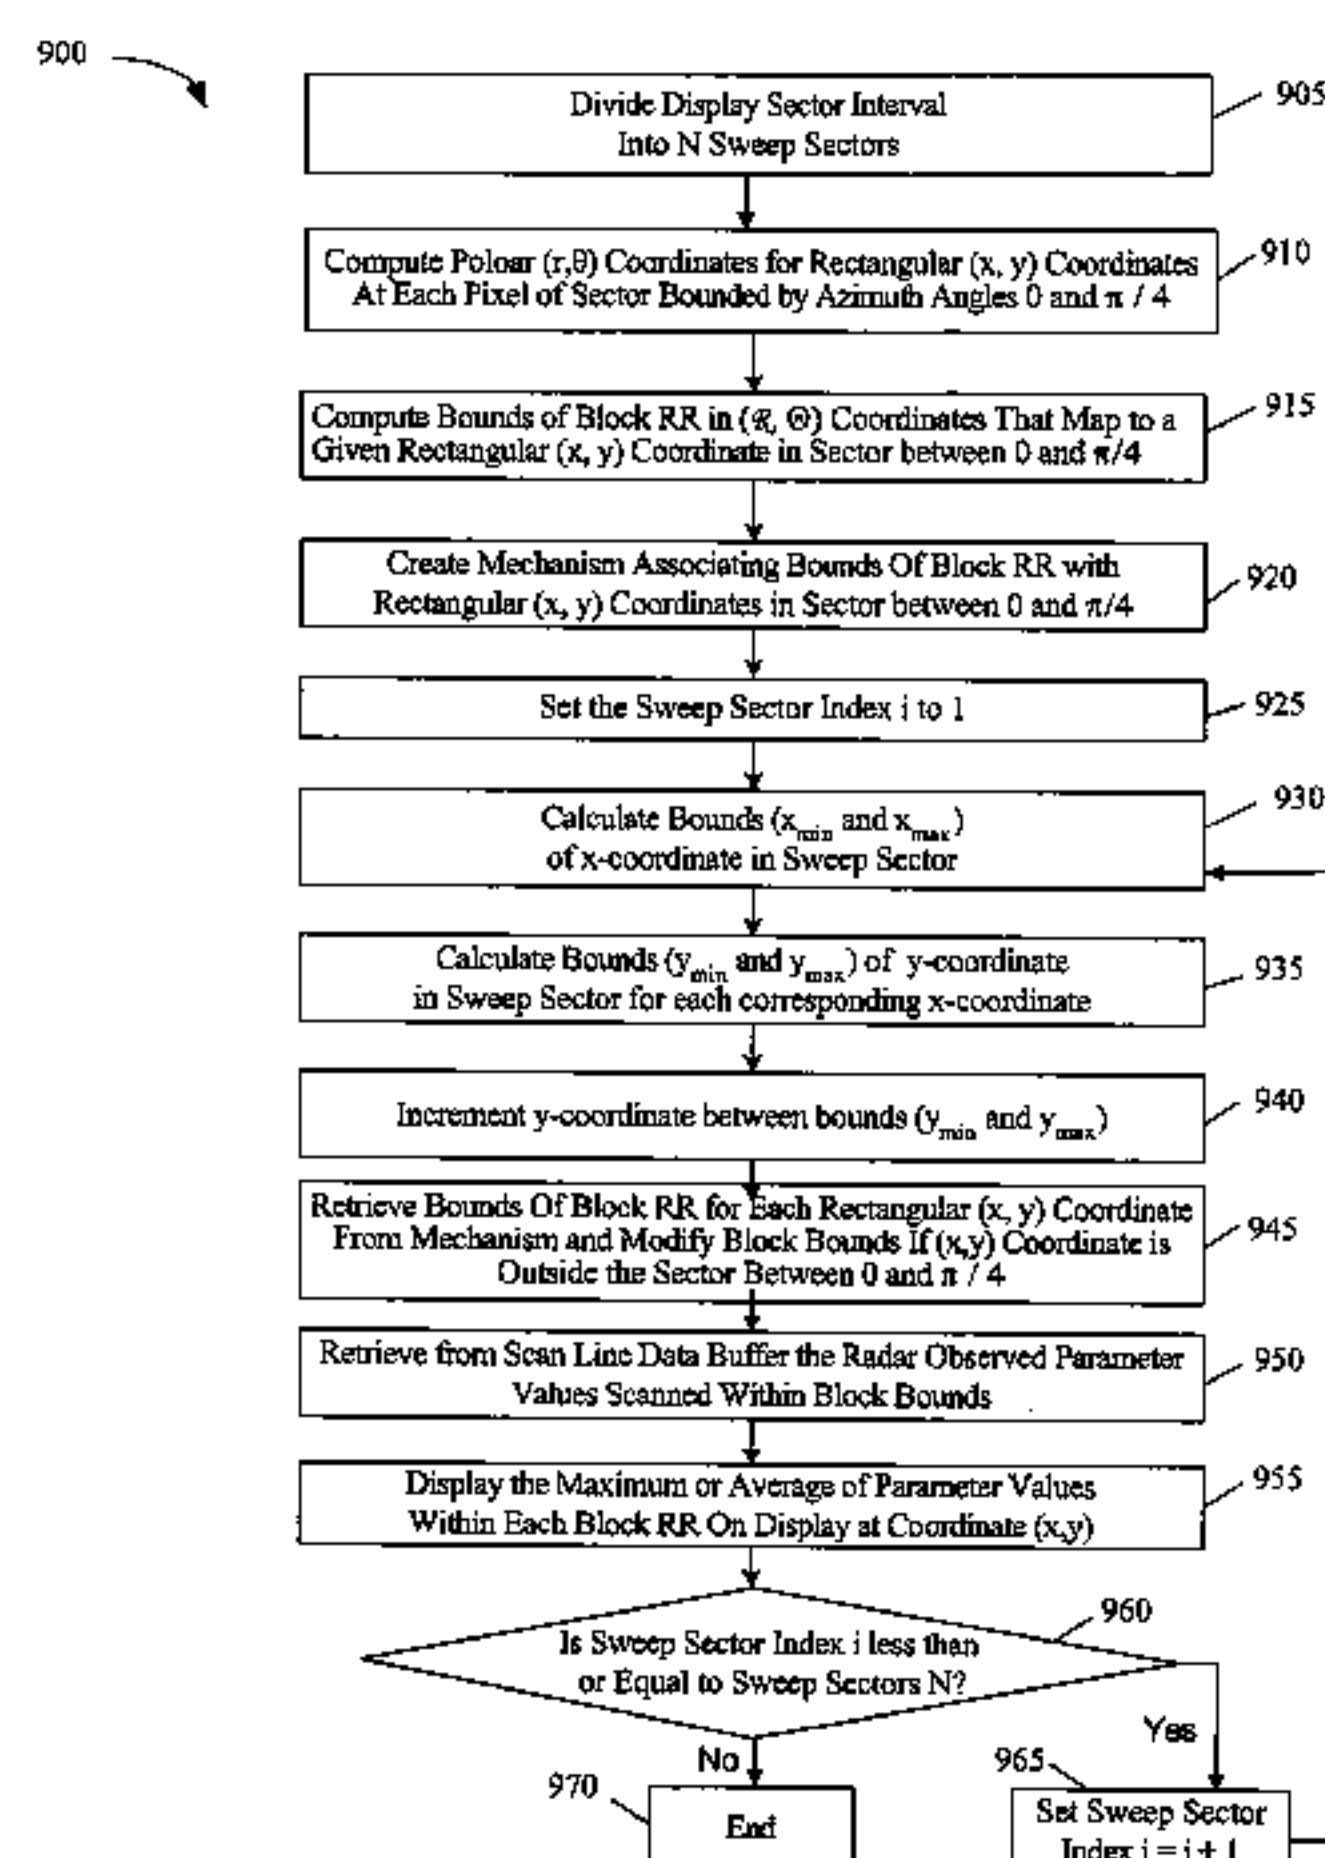 900
Divide Display Sector Interval
Into N Sweep Sectors
905
Compute Poloar (r,θ) Coordinates for Rectangular (x, y) Coordinates
At Each Pixel of Sector Bounded by Azimuth Angles 0 and π / 4
910
Compute Bounds of Block RR in (ℛ, Θ) Coordinates That Map to a
Given Rectangular (x, y) Coordinate in Sector between 0 and π/4
915
Create Mechanism Associating Bounds Of Block RR with
Rectangular (x, y) Coordinates in Sector between 0 and π/4
920
Set the Sweep Sector Index i to 1
925
Calculate Bounds (x_min and x_max)
of x-coordinate in Sweep Sector
930
Calculate Bounds (y_min and y_max) of y-coordinate
in Sweep Sector for each corresponding x-coordinate
935
Increment y-coordinate between bounds (y_min and y_max)
940
Retrieve Bounds Of Block RR for Each Rectangular (x, y) Coordinate
From Mechanism and Modify Block Bounds If (x,y) Coordinate is
Outside the Sector Between 0 and π / 4
945
Retrieve from Scan Line Data Buffer the Radar Observed Parameter
Values Scanned Within Block Bounds
950
Display the Maximum or Average of Parameter Values
Within Each Block RR On Display at Coordinate (x,y)
955
Is Sweep Sector Index i less than
or Equal to Sweep Sectors N?
960
No
Yes
970
End
965
Set Sweep Sector
Index i = i + 1